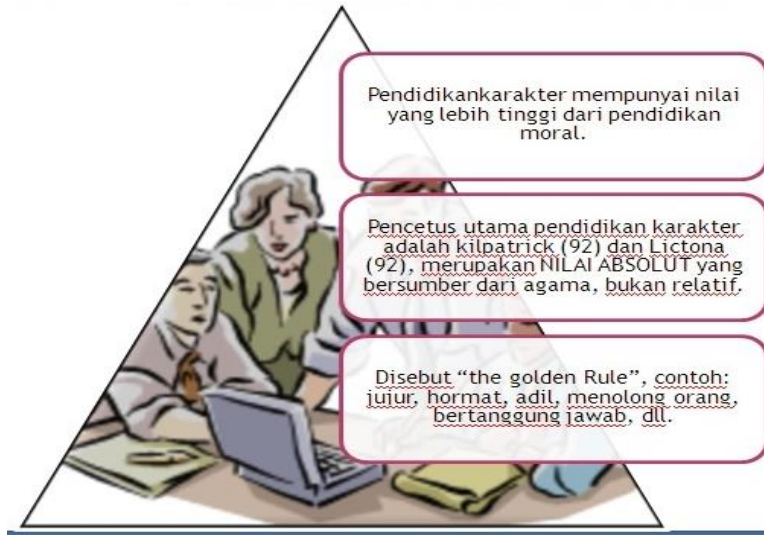 Pendidikankarakter mempunyai nilai
yang lebih tinggi dari pendidikan
moral.
Pencetus utama pendidikan karakter
adalah kilpatrick (92) dan Lictona
(92), merupakan NILAI ABSOLUT yang
bersumber dari agama, bukan relatif.
Disebut “the golden Rule”, contoh:
jujur, hormat, adil, menolong orang,
bertanggung jawab, dll.